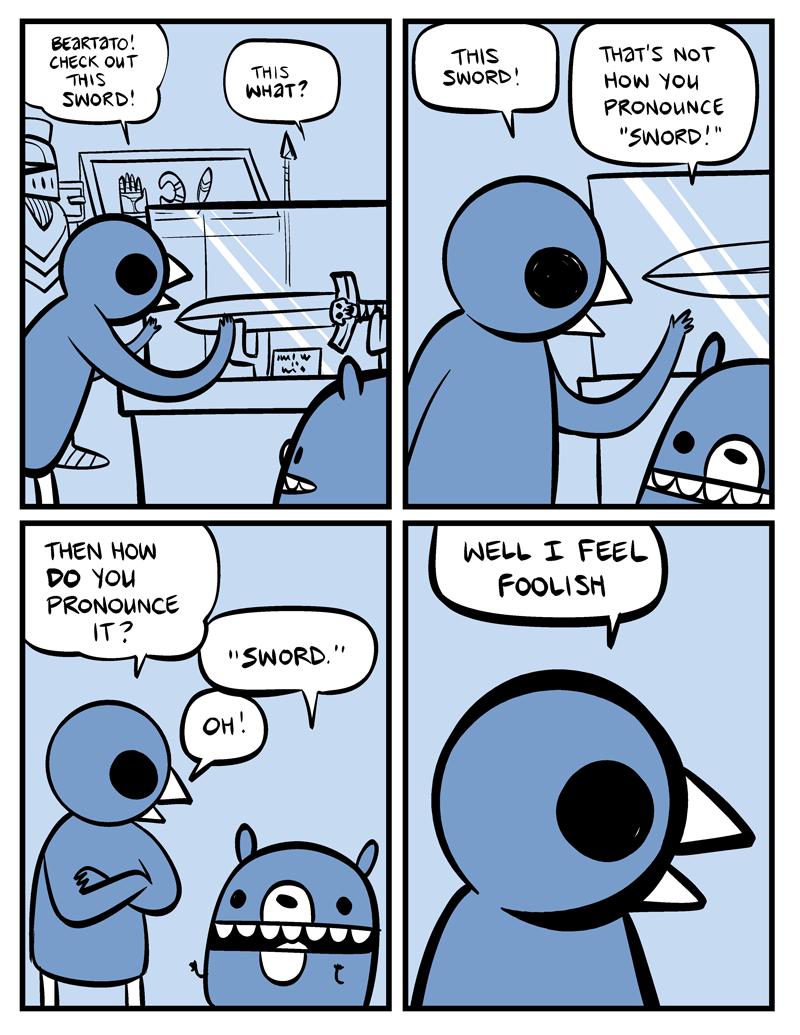 BEARTATO!
CHECK OUT
THIS
SWORD!
THIS
WHAT?
THIS
SWORD!
THAT'S NOT
HOW YOU
PRONOUNCE
"SWORD!"
THEN HOW
DO YOU
PRONOUNCE
IT?
"SWORD."
OH!
WELL I FEEL
FOOLISH